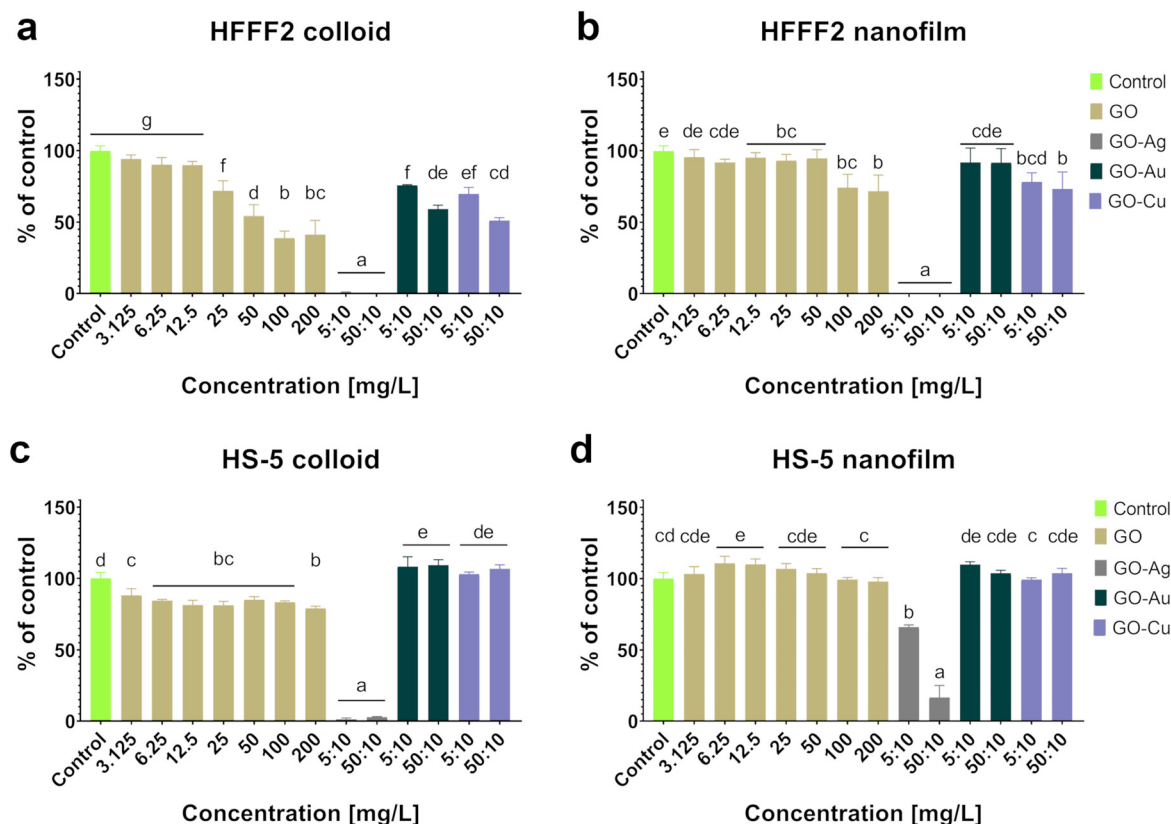 a
HFFF2 colloid
% of control
150
100
50
0
g
f
d
b
bc
a
f
de
ef
cd
Control
3.125
6.25
12.5
25
50
100
200
5:10
50:10
5:10
50:10
5:10
50:10
Concentration [mg/L]
b
HFFF2 nanofilm
% of control
150
100
50
0
e
de
cde
bc
bc
b
a
cde
bcd
b
Control
3.125
6.25
12.5
25
50
100
200
5:10
50:10
5:10
50:10
5:10
50:10
Concentration [mg/L]
Control
GO
GO-Ag
GO-Au
GO-Cu
c
HS-5 colloid
% of control
150
100
50
0
d
c
bc
b
a
e
de
Control
3.125
6.25
12.5
25
50
100
200
5:10
50:10
5:10
50:10
5:10
50:10
Concentration [mg/L]
d
HS-5 nanofilm
% of control
150
100
50
0
cd
cde
e
cde
c
b
a
de
cde
c
cde
Control
3.125
6.25
12.5
25
50
100
200
5:10
50:10
5:10
50:10
5:10
50:10
Concentration [mg/L]
Control
GO
GO-Ag
GO-Au
GO-Cu